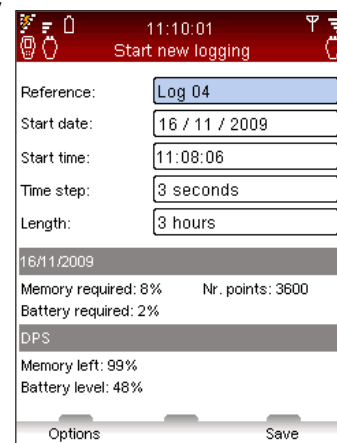 11:10:01
Start new logging
Reference: Log 04
Start date: 16 / 11 / 2009
Start time: 11:08:06
Time step: 3 seconds
Length: 3 hours
16/11/2009
Memory required: 8% Nr. points: 3600
Battery required: 2%
DPS
Memory left: 99%
Battery level: 48%
Options Save